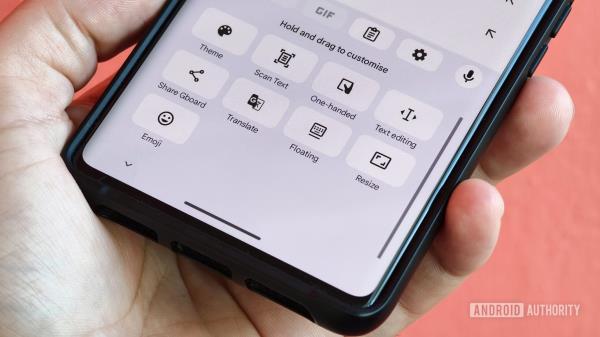 GIF
Hold and drag to customise
Theme
Scan Text
One-handed
Text editing
Share Gboard
Translate
Floating
Resize
Emoji
ANDROID AUTHORITY